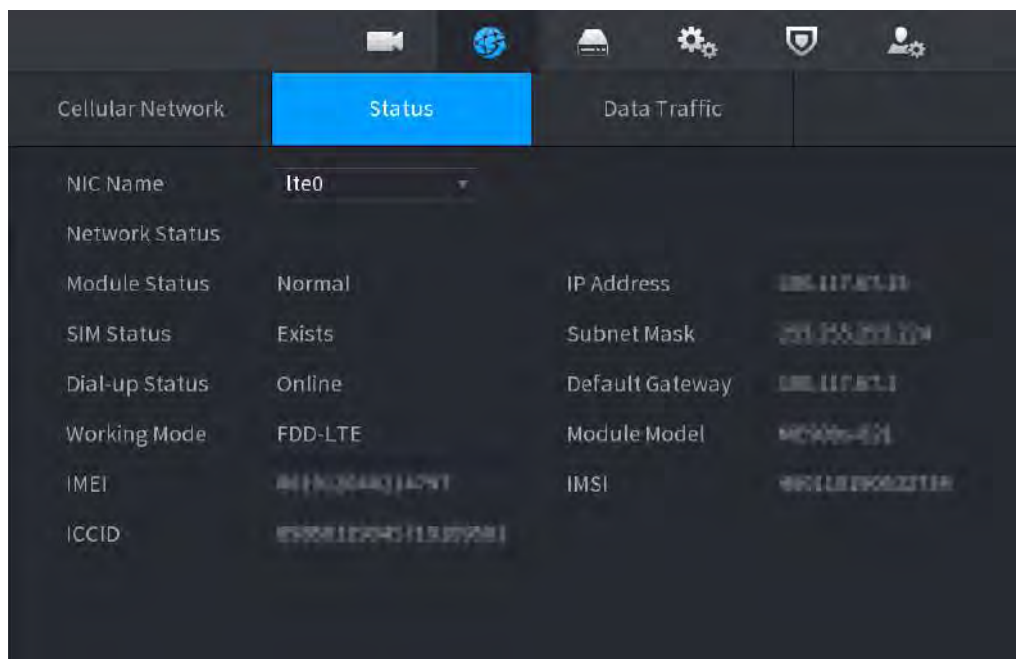 Cellular Network Status Data Traffic
NIC Name lte0
Network Status
Module Status Normal IP Address
SIM Status Exists Subnet Mask
Dial-up Status Online Default Gateway
Working Mode FDD-LTE Module Model
IMEI IMSI
ICCID